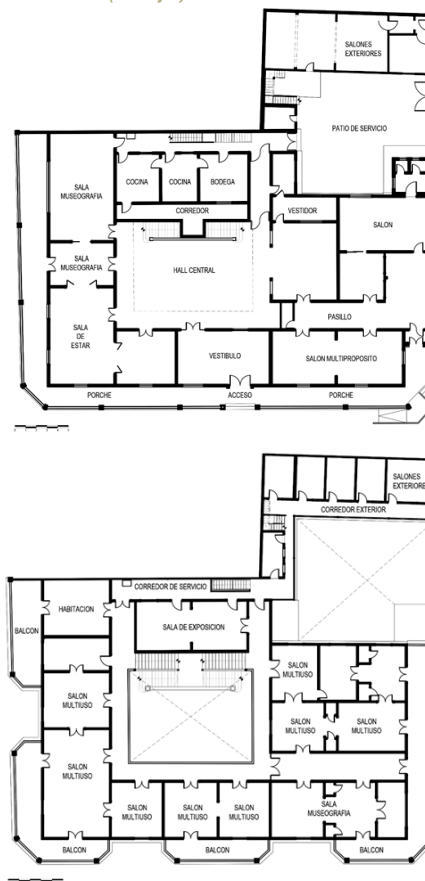 SALONES
EXTERIORES
PATIO DE SERVICIO
SALA
MUSEOGRAFIA
COCINA
COCINA
BODEGA
CORREDOR
VESTIDOR
SALON
SALA
MUSEOGRAFIA
HALL CENTRAL
PASILLO
SALA
DE
ESTAR
VESTIBULO
SALON MULTIPROPOSITO
PORCHE
ACCESO
PORCHE
SALONES
EXTERIORES
CORREDOR EXTERIOR
CORREDOR DE SERVICIO
BALCON
HABITACION
SALA DE EXPOSICION
SALON
MULTIUSO
SALON
MULTIUSO
SALON
MULTIUSO
SALON
MULTIUSO
SALON
MULTIUSO
SALON
MULTIUSO
SALON
MULTIUSO
SALON
MULTIUSO
SALA
MUSEOGRAFIA
BALCON
BALCON
BALCON